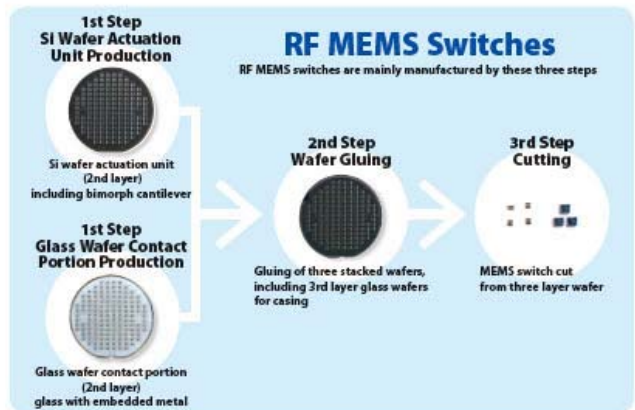 1st Step
Si Wafer Actuation
Unit Production
Si wafer actuation unit
(2nd layer)
including bimorph cantilever
1st Step
Glass Wafer Contact
Portion Production
Glass wafer contact portion
(2nd layer)
glass with embedded metal
RF MEMS Switches
RF MEMS switches are mainly manufactured by these three steps
2nd Step
Wafer Gluing
Gluing of three stacked wafers,
including 3rd layer glass wafers
for casing
3rd Step
Cutting
MEMS switch cut
from three layer wafer